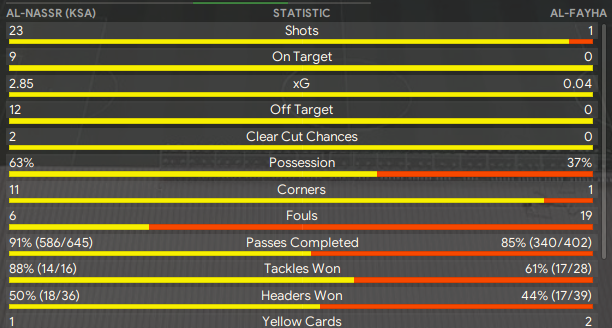 AL-NASSR (KSA) STATISTIC AL-FAYHA
23 Shots 1
9 On Target 0
2.85 xG 0.04
12 Off Target 0
2 Clear Cut Chances 0
63% Possession 37%
11 Corners 1
6 Fouls 19
91% (586/645) Passes Completed 85% (340/402)
88% (14/16) Tackles Won 61% (17/28)
50% (18/36) Headers Won 44% (17/39)
1 Yellow Cards 2